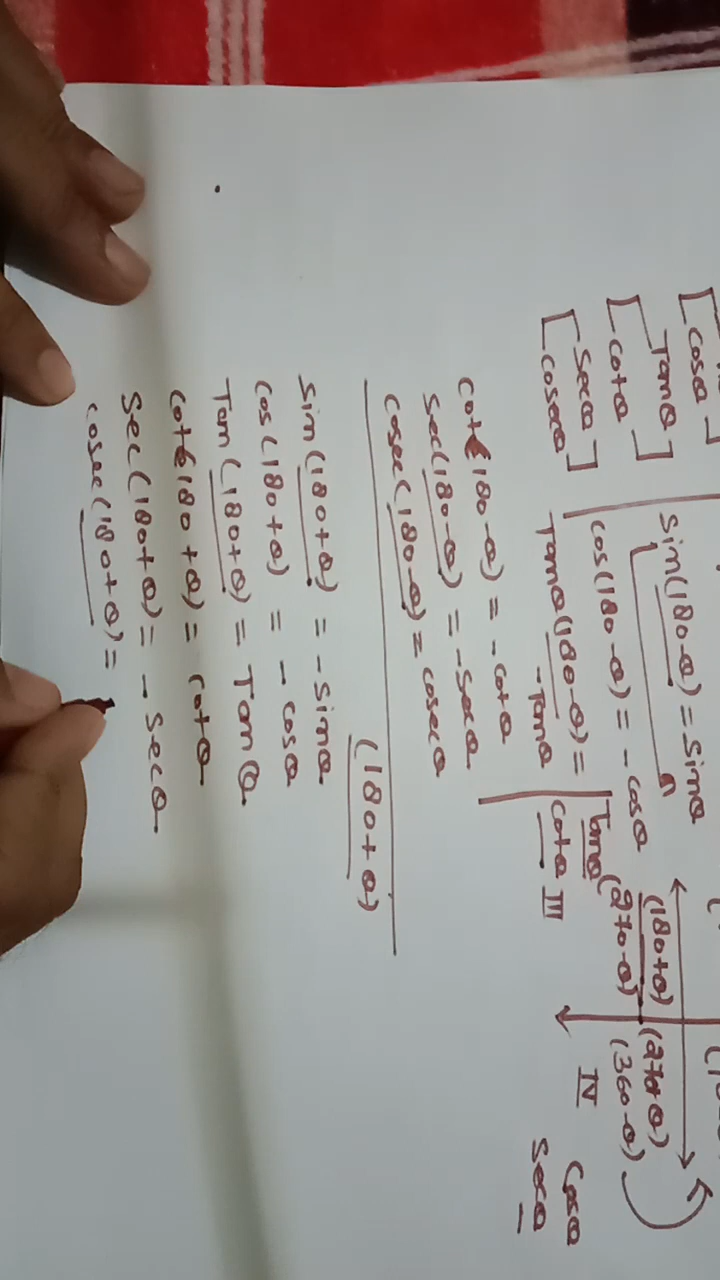 [cosθ]
Tanθ
[cotθ]
[secθ
cosecθ]
Sin(180-θ) = Sinθ
cos(180-θ) = -cosθ
Tanθ(180-θ) =
-Tanθ
cot(180-θ) = -cotθ
Sec(180-θ) = -Secθ
cosec(180-θ) = cosecθ
(180+θ)
(270-θ)
(270+θ)
(360-θ)
Tanθ
cotθ
III
IV
Cosθ
Secθ
(180+θ)
Sin(180+θ) = -Sinθ
cos(180+θ) = - cosθ
Tan(180+θ) = Tanθ
cot(180+θ) = cotθ
Sec(180+θ) = - Secθ
cosec(180+θ) =